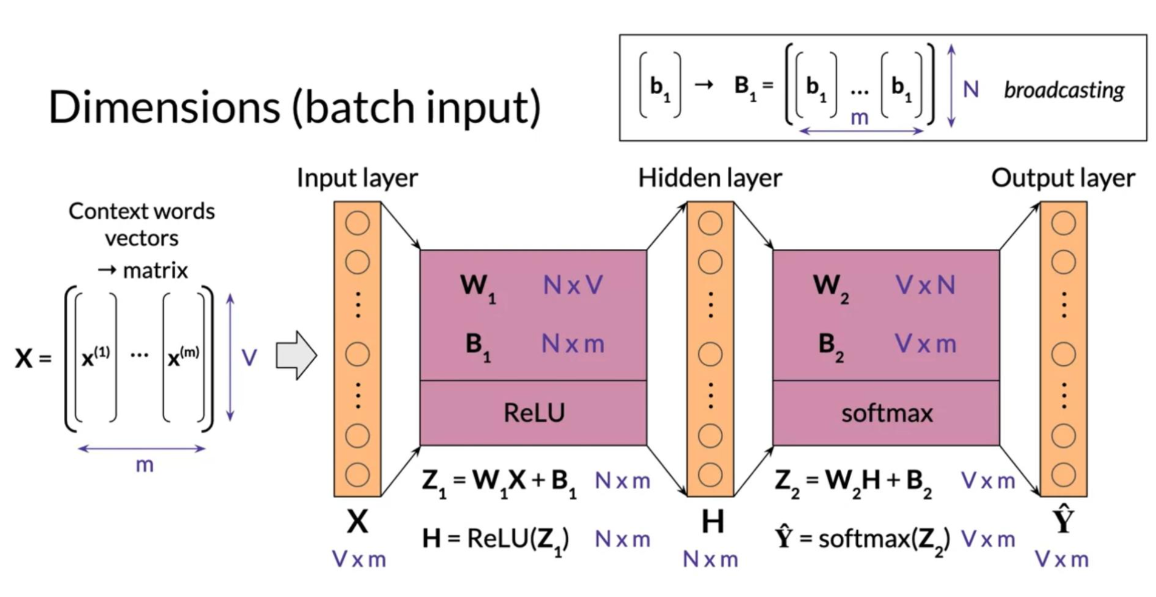 Dimensions (batch input)
b₁ → B₁ = b₁ ... b₁ N broadcasting
m
Input layer
Hidden layer
Output layer
Context words
vectors
→ matrix
X = x⁽¹⁾ ... x⁽ᵐ⁾ V
m
W₁ N x V
B₁ N x m
ReLU
Z₁ = W₁X + B₁ N x m
H = ReLU(Z₁) N x m
W₂ V x N
B₂ V x m
softmax
Z₂ = W₂H + B₂ V x m
Ŷ = softmax(Z₂) V x m
X
V x m
H
N x m
Ŷ
V x m